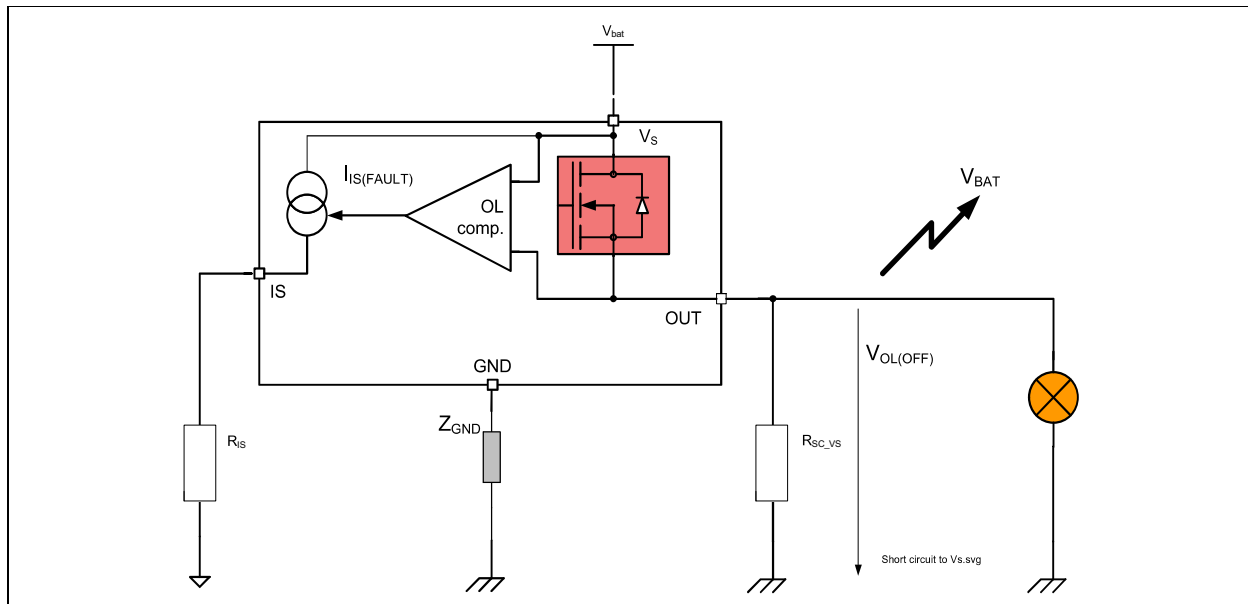 Vbat
VS
IIS(FAULT)
OL
comp.
VBAT
IS
OUT
VOL(OFF)
GND
ZGND
RIS
RSC_VS
Short circuit to Vs.svg